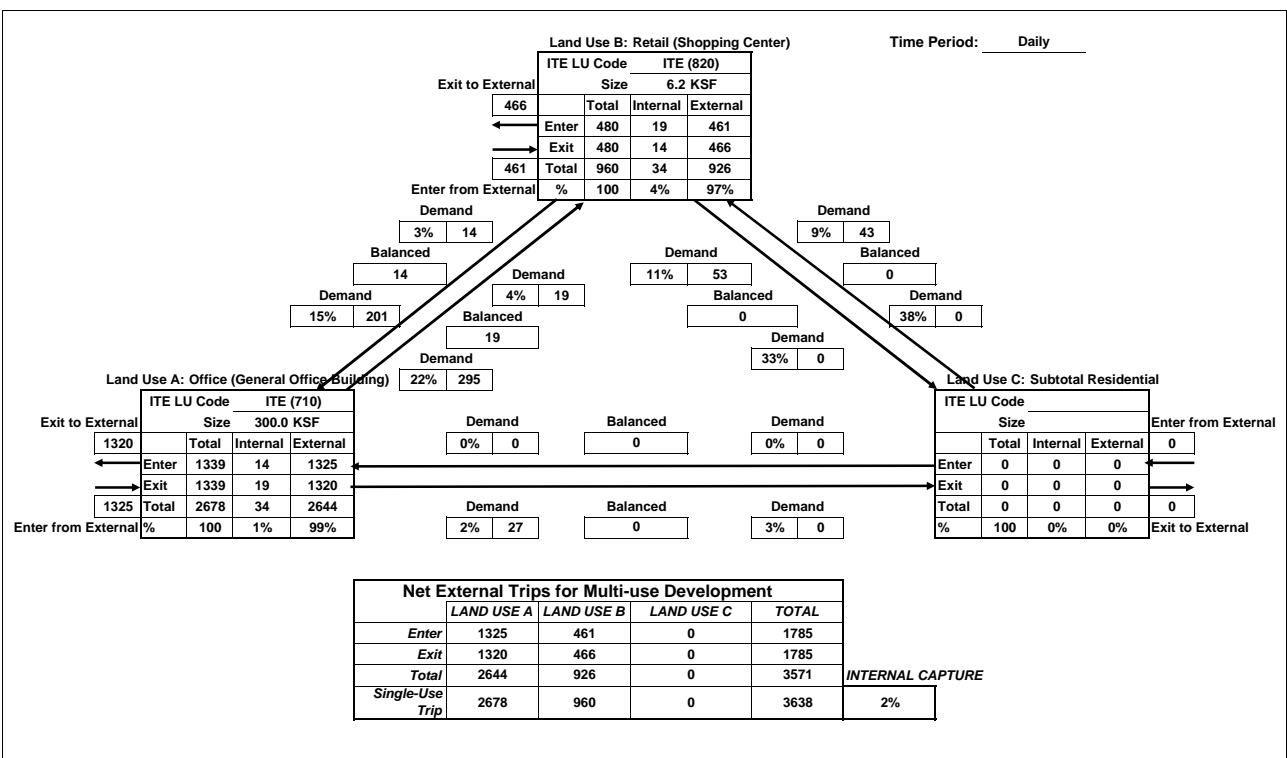 Land Use B: Retail (Shopping Center)
Time Period: Daily
ITE LU Code ITE (820)
Exit to External Size 6.2 KSF
466 Total Internal External
Enter 480 19 461
Exit 480 14 466
461 Total 960 34 926
Enter from External % 100 4% 97%
Demand Demand
3% 14 9% 43
Balanced Demand Balanced
14 Demand 11% 53 0
Demand 4% 19 Balanced Demand
15% 201 Balanced 0 38% 0
19 Demand
Demand 33% 0
Land Use A: Office (General Office Building) 22% 295 Land Use C: Subtotal Residential
ITE LU Code ITE (710) ITE LU Code
Exit to External Size 300.0 KSF Demand Balanced Demand Size Enter from External
1320 Total Internal External 0% 0 0 0% 0 Total Internal External 0
Enter 1339 14 1325 Enter 0 0 0
Exit 1339 19 1320 Exit 0 0 0
1325 Total 2678 34 2644 Demand Balanced Demand Total 0 0 0 0
Enter from External % 100 1% 99% 2% 27 0 3% 0 % 100 0% 0% Exit to External
Net External Trips for Multi-use Development
LAND USE A LAND USE B LAND USE C TOTAL
Enter 1325 461 0 1785
Exit 1320 466 0 1785
Total 2644 926 0 3571 INTERNAL CAPTURE
Single-Use
Trip 2678 960 0 3638 2%